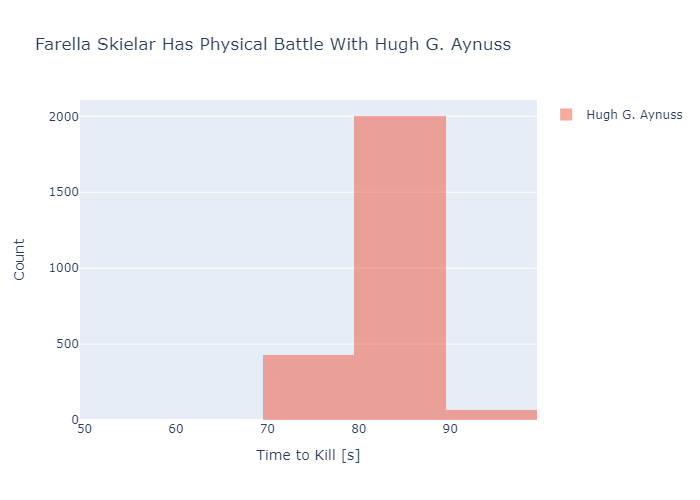 Farella Skielar Has Physical Battle With Hugh G. Aynuss
Hugh G. Aynuss
2000
1500
1000
500
0
Count
50 60 70 80 90
Time to Kill [s]